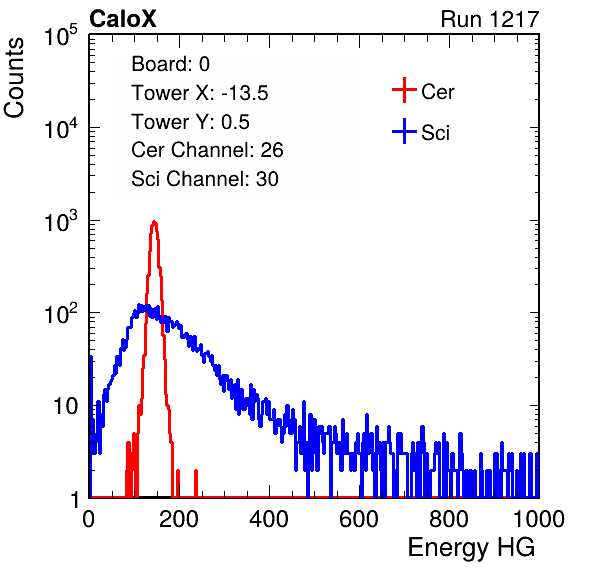 CaloX Run 1217
Counts
10^5
10^4
10^3
10^2
10
1
Board: 0
Tower X: -13.5
Tower Y: 0.5
Cer Channel: 26
Sci Channel: 30
Cer
Sci
0 200 400 600 800 1000
Energy HG